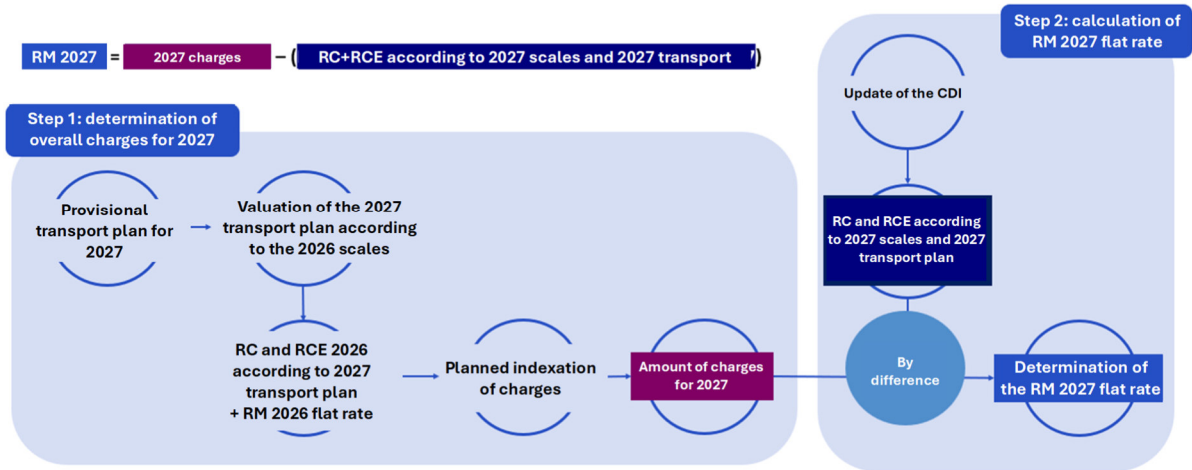 Step 2: calculation of
RM 2027 flat rate
RM 2027 = 2027 charges – ( RC+RCE according to 2027 scales and 2027 transport )
Step 1: determination of
overall charges for 2027
Provisional
transport plan for
2027
Valuation of the 2027
transport plan according
to the 2026 scales
RC and RCE 2026
according to 2027
transport plan
+ RM 2026 flat rate
Planned indexation
of charges
Amount of charges
for 2027
Update of the CDI
RC and RCE according
to 2027 scales and 2027
transport plan
By
difference
Determination of
the RM 2027 flat rate